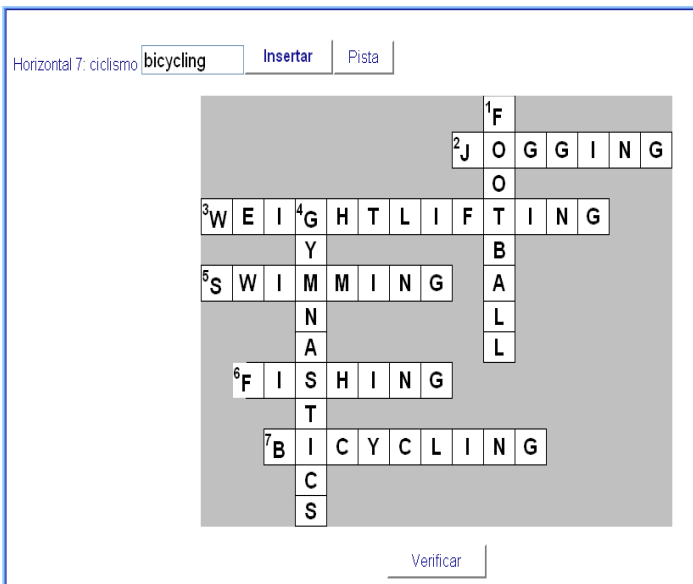 Horizontal 7: ciclismo bicycling Insertar Pista
1F
2J O G G I N G
O
3W E I 4G H T L I F T I N G
Y B
5S W I M M I N G A
N L
A L
6F I S H I N G
T
7B I C Y C L I N G
C
S
Verificar